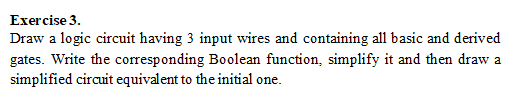 Exercise 3.
Draw a logic circuit having 3 input wires and containing all basic and derived
gates. Write the corresponding Boolean function, simplify it and then draw a
simplified circuit equivalent to the initial one.